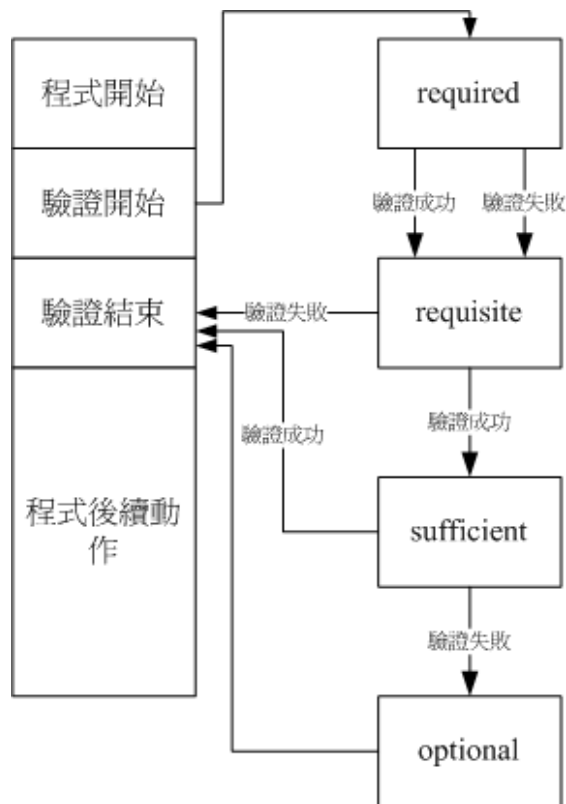 程式開始
驗證開始
驗證結束
程式後續動
作
required
驗證成功
驗證失敗
requisite
驗證失敗
驗證成功
sufficient
驗證成功
驗證失敗
optional